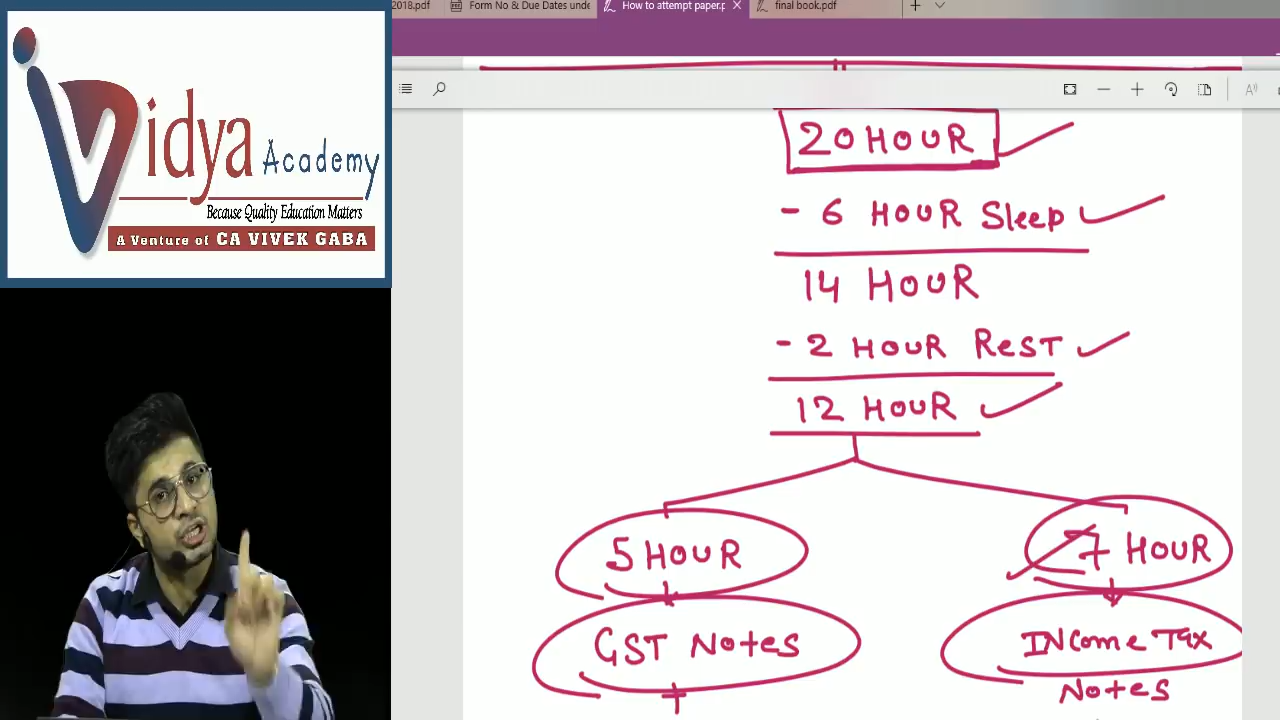 2018.pdf
Form No & Due Dates unde
How to attempt paper.p
final book.pdf
Vidya
Academy
Because Quality Education Matters
A Venture of CA VIVEK GABA
20 HOUR
- 6 HOUR Sleep
14 HOUR
- 2 HOUR REST
12 HOUR
5 HOUR
7 HOUR
GST Notes
INcome Tax
Notes